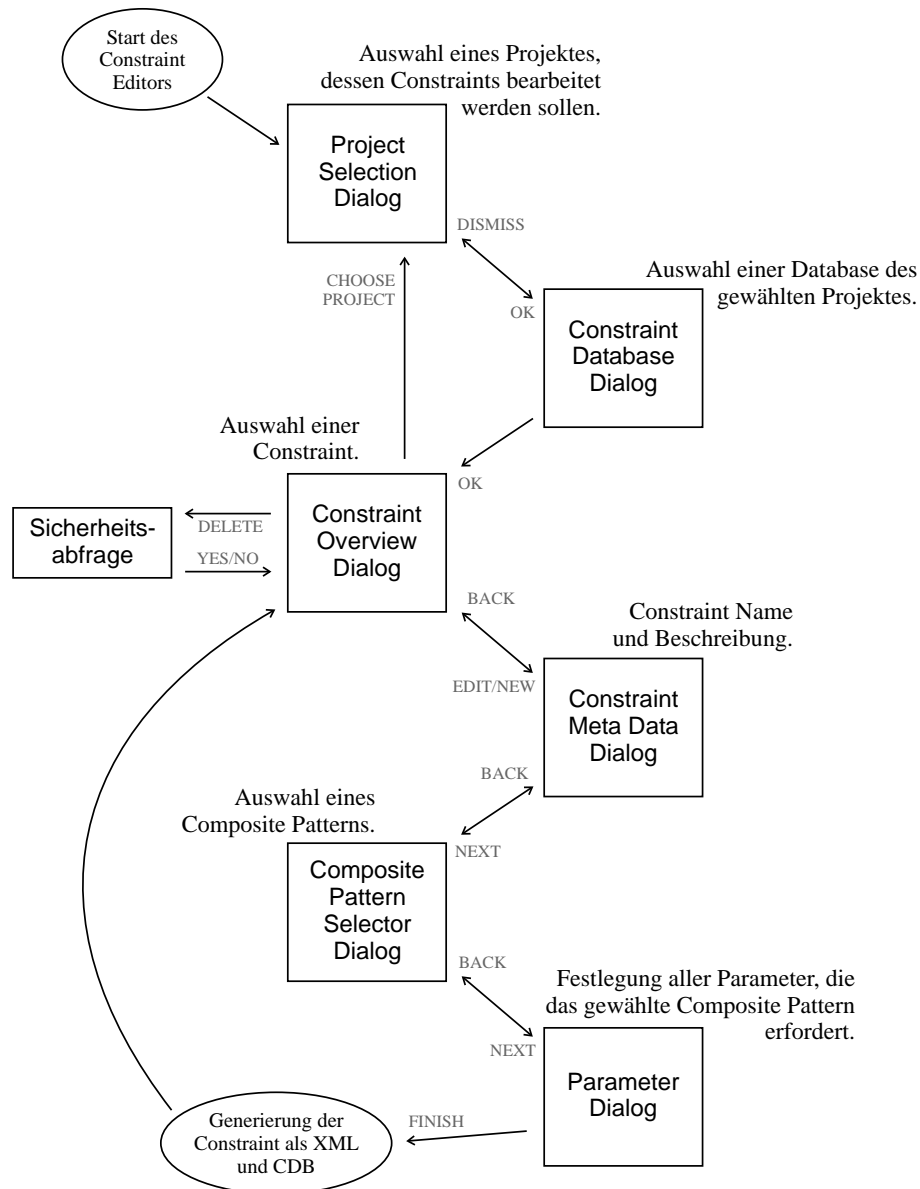 Start des
Constraint
Editors
Auswahl eines Projektes,
dessen Constraints bearbeitet
werden sollen.
Project
Selection
Dialog
DISMISS
CHOOSE
PROJECT
Auswahl einer Database des
gewählten Projektes.
OK
Constraint
Database
Dialog
Auswahl einer
Constraint.
OK
Sicherheits-
abfrage
DELETE
YES/NO
Constraint
Overview
Dialog
BACK
Constraint Name
und Beschreibung.
EDIT/NEW
Constraint
Meta Data
Dialog
BACK
Auswahl eines
Composite Patterns.
NEXT
Composite
Pattern
Selector
Dialog
BACK
Festlegung aller Parameter, die
das gewählte Composite Pattern
erfordert.
NEXT
Parameter
Dialog
FINISH
Generierung der
Constraint als XML
und CDB